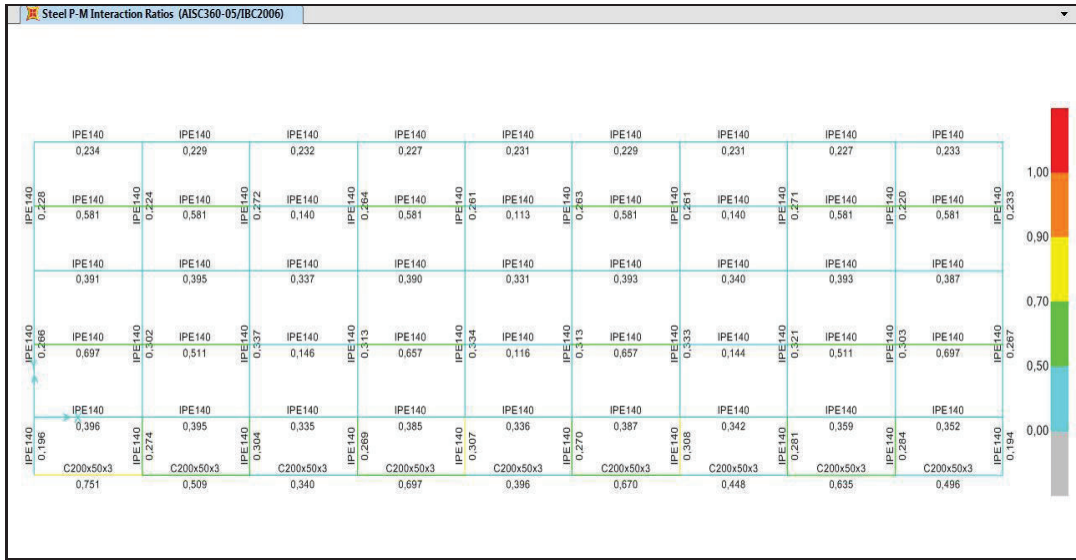 Steel P-M Interaction Ratios (AISC360-05/IBC2006)
IPE140 IPE140 IPE140 IPE140 IPE140 IPE140 IPE140 IPE140 IPE140
0,234 0,229 0,232 0,227 0,231 0,229 0,231 0,227 0,233
1,00
IPE140 IPE140 IPE140 IPE140 IPE140 IPE140 IPE140 IPE140 IPE140 IPE140
0,228 0,224 0,272 0,264 0,261 0,263 0,261 0,271 0,220 0,233
IPE140 IPE140 IPE140 IPE140 IPE140 IPE140 IPE140 IPE140 IPE140
0,581 0,581 0,140 0,581 0,113 0,581 0,140 0,581 0,581
0,90
IPE140 IPE140 IPE140 IPE140 IPE140 IPE140 IPE140 IPE140 IPE140
0,391 0,395 0,337 0,390 0,331 0,393 0,340 0,393 0,387
0,70
IPE140 IPE140 IPE140 IPE140 IPE140 IPE140 IPE140 IPE140 IPE140 IPE140
0,266 0,302 0,337 0,313 0,334 0,313 0,333 0,321 0,303 0,267
IPE140 IPE140 IPE140 IPE140 IPE140 IPE140 IPE140 IPE140 IPE140
0,697 0,511 0,146 0,657 0,116 0,657 0,144 0,511 0,697
0,50
IPE140 IPE140 IPE140 IPE140 IPE140 IPE140 IPE140 IPE140 IPE140
0,396 0,395 0,335 0,385 0,336 0,387 0,342 0,359 0,352
0,00
IPE140 IPE140 IPE140 IPE140 IPE140 IPE140 IPE140 IPE140 IPE140 IPE140
0,196 0,274 0,304 0,269 0,307 0,270 0,308 0,281 0,284 0,194
C200x50x3 C200x50x3 C200x50x3 C200x50x3 C200x50x3 C200x50x3 C200x50x3 C200x50x3 C200x50x3
0,751 0,509 0,340 0,697 0,396 0,670 0,448 0,635 0,496